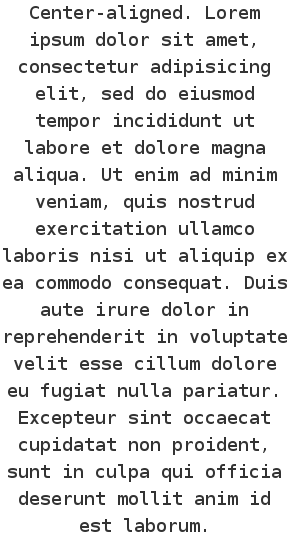 Center-aligned. Lorem
ipsum dolor sit amet,
consectetur adipisicing
elit, sed do eiusmod
tempor incididunt ut
labore et dolore magna
aliqua. Ut enim ad minim
veniam, quis nostrud
exercitation ullamco
laboris nisi ut aliquip ex
ea commodo consequat. Duis
aute irure dolor in
reprehenderit in voluptate
velit esse cillum dolore
eu fugiat nulla pariatur.
Excepteur sint occaecat
cupidatat non proident,
sunt in culpa qui officia
deserunt mollit anim id
est laborum.